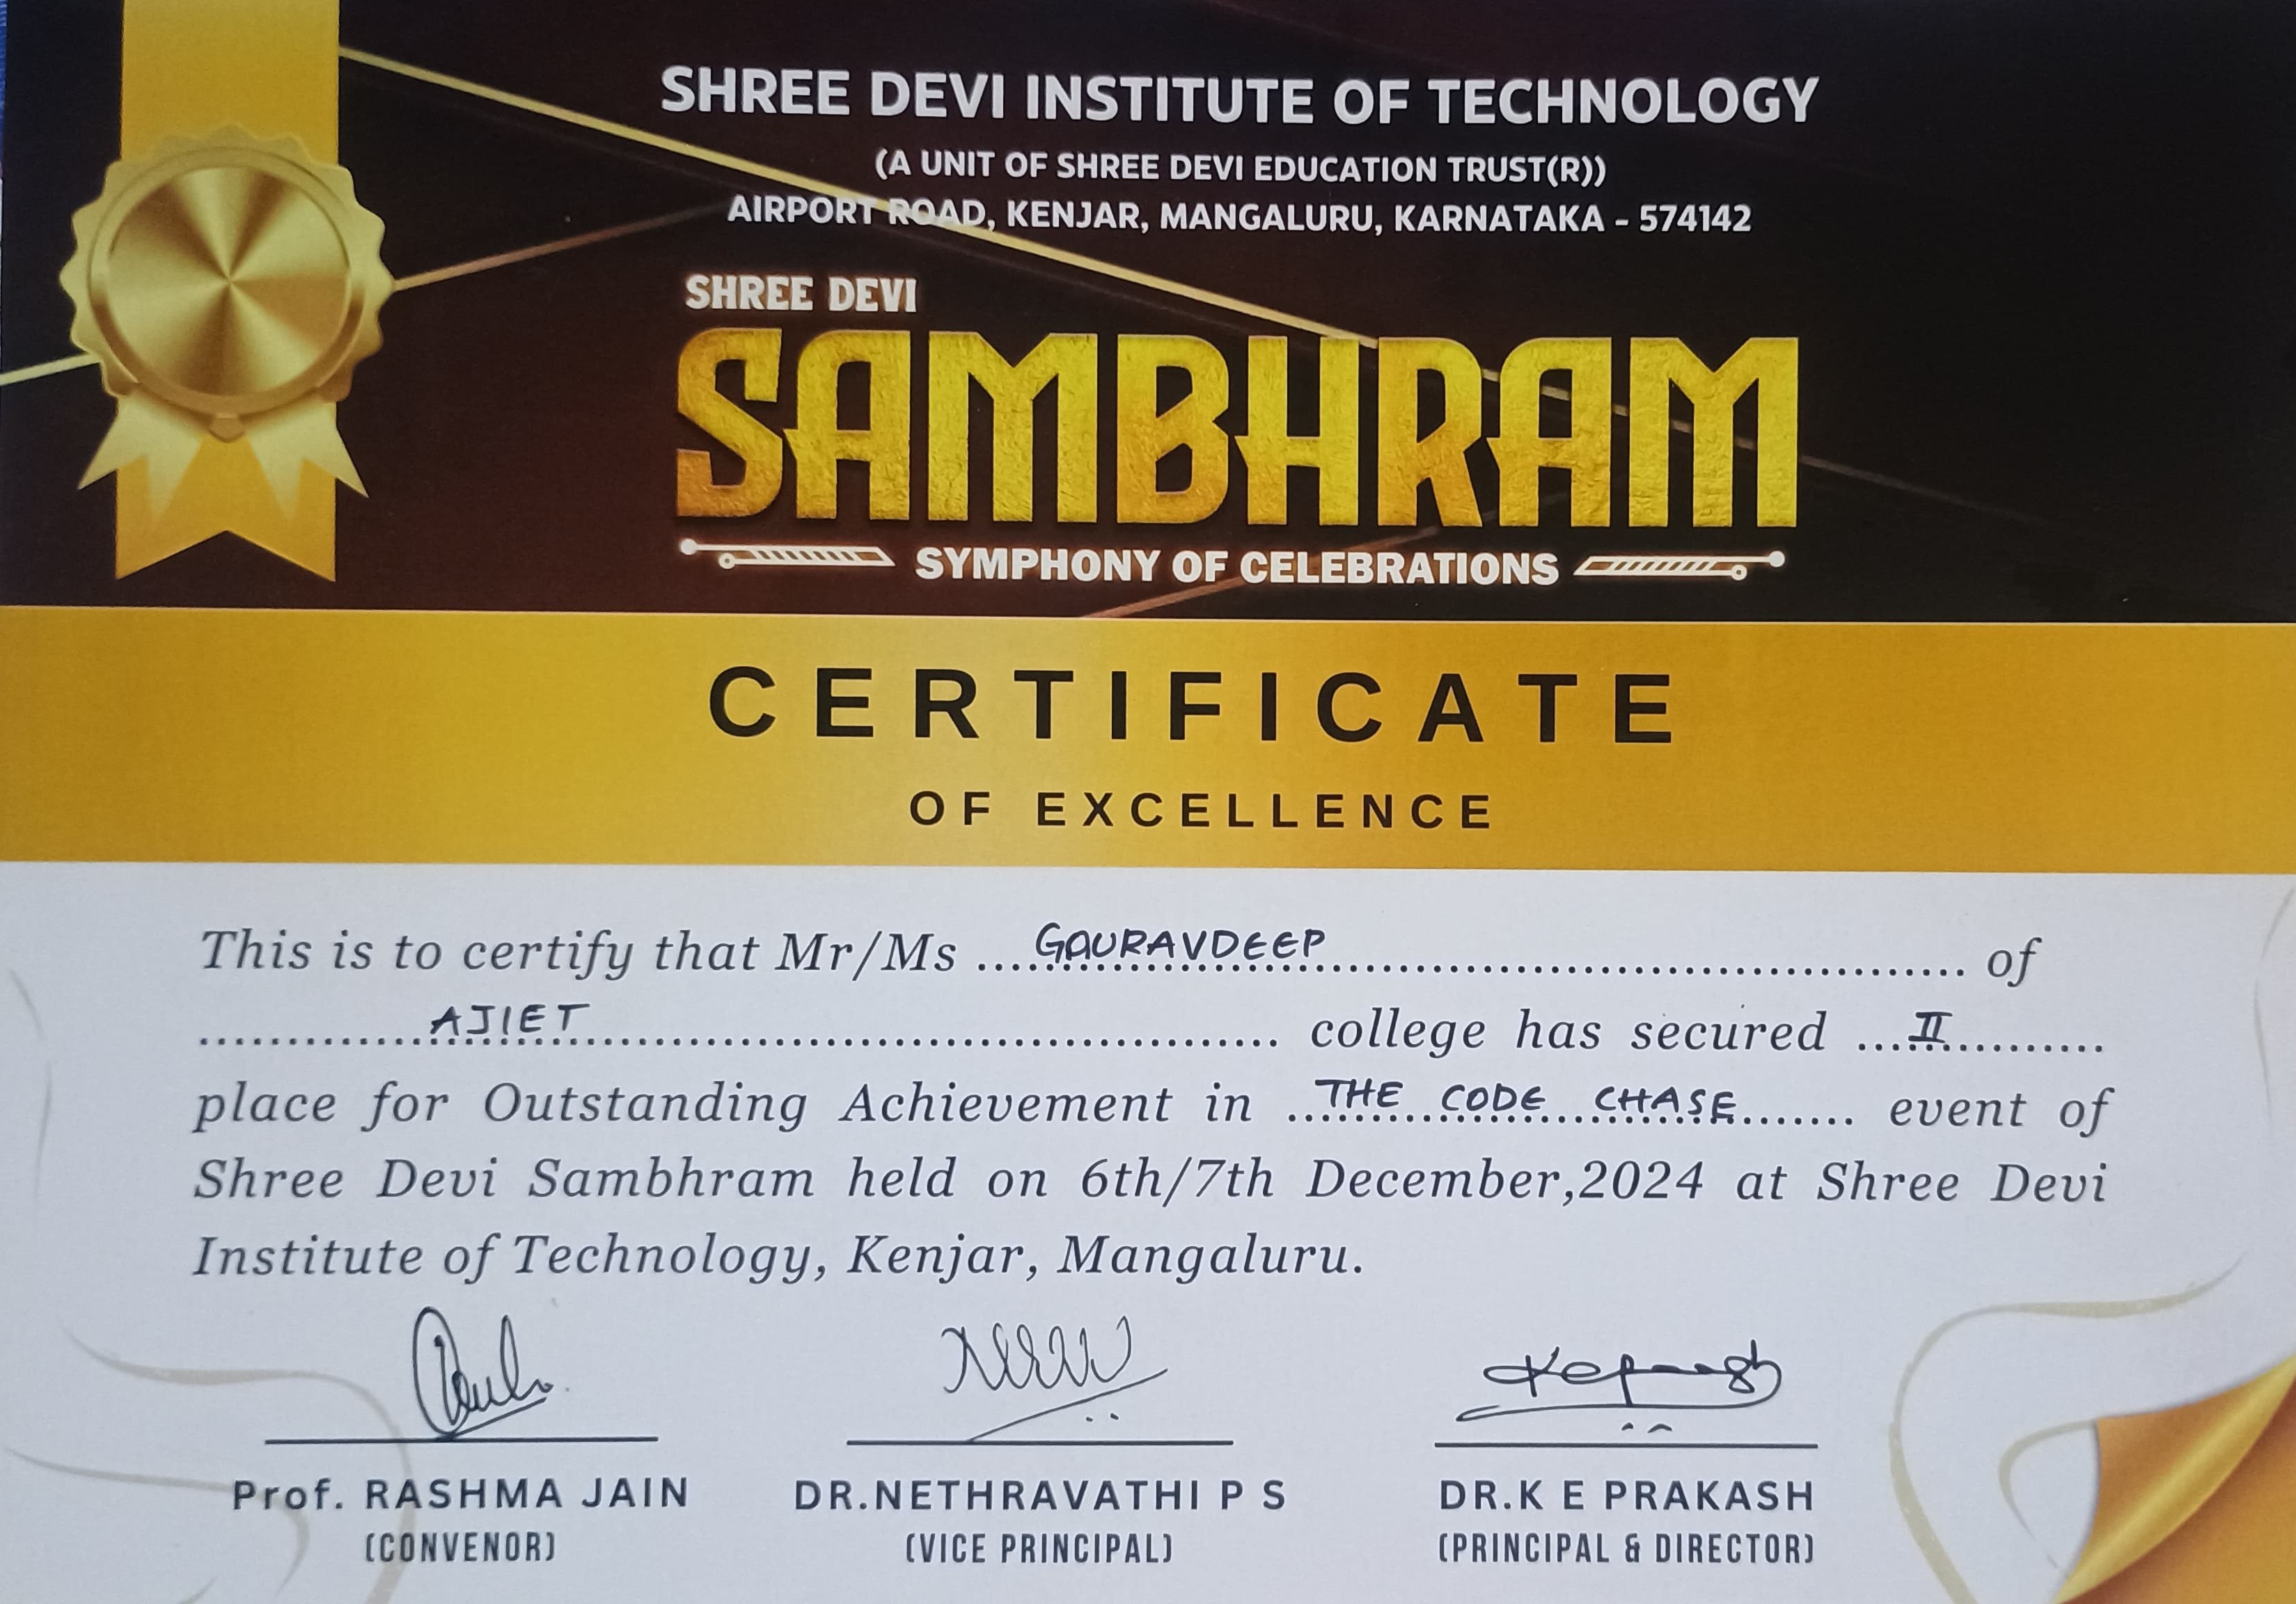 SHREE DEVI INSTITUTE OF TECHNOLOGY
(A UNIT OF SHREE DEVI EDUCATION TRUST(R))
AIRPORT ROAD, KENJAR, MANGALURU, KARNATAKA - 574142
SHREE DEVI
SAMBHRAM
SYMPHONY OF CELEBRATIONS
CERTIFICATE
OF EXCELLENCE
This is to certify that Mr/Ms ....GAURAVDEEP.... of
....AJIET.... college has secured ....II....
place for Outstanding Achievement in ....THE CODE CHASE.... event of
Shree Devi Sambhram held on 6th/7th December,2024 at Shree Devi
Institute of Technology, Kenjar, Mangaluru.
Prof. RASHMA JAIN DR.NETHRAVATHI P S DR.K E PRAKASH
(CONVENOR) (VICE PRINCIPAL) (PRINCIPAL & DIRECTOR)